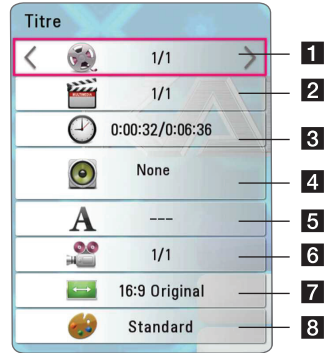 Titre
1/1 1
1/1 2
0:00:32/0:06:36 3
None 4
A --- 5
1/1 6
16:9 Original 7
Standard 8